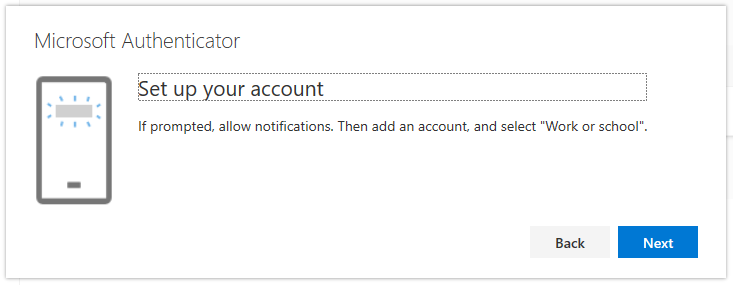 Microsoft Authenticator
Set up your account
If prompted, allow notifications. Then add an account, and select "Work or school".
Back
Next